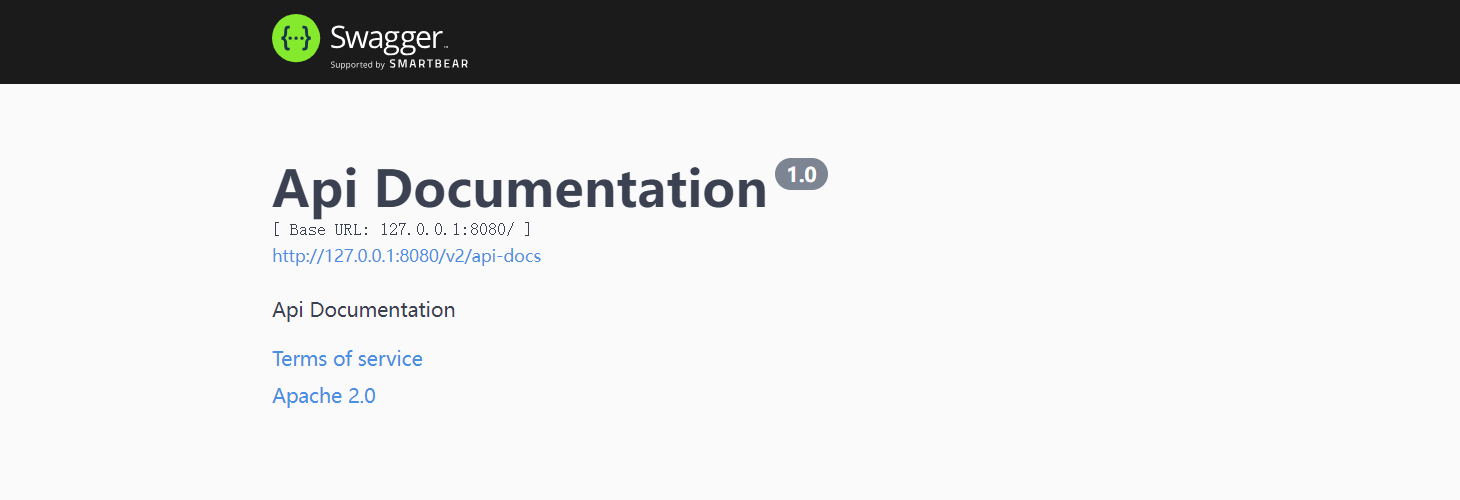 {···} Swagger™
Supported by SMARTBEAR
Api Documentation 1.0
[ Base URL: 127.0.0.1:8080/ ]
http://127.0.0.1:8080/v2/api-docs
Api Documentation
Terms of service
Apache 2.0